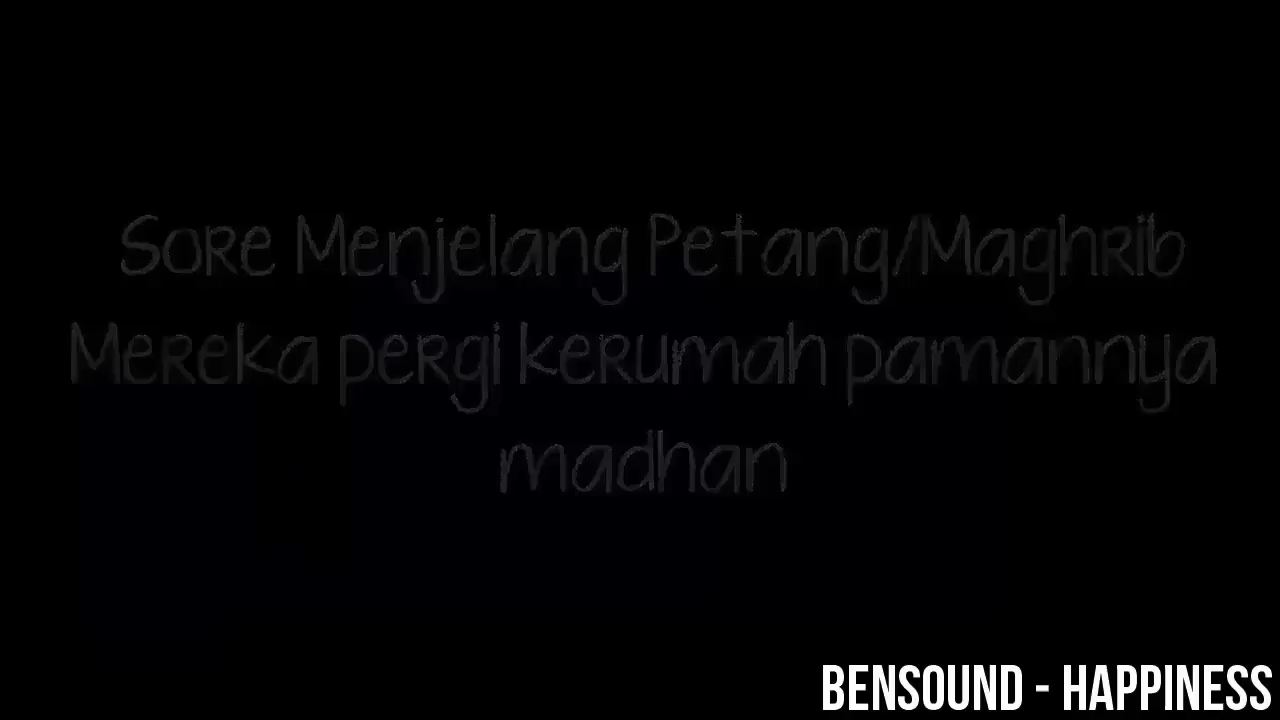 Sore Menjelang Petang/Maghrib
Mereka pergi kerumah pamannya
madhan
BENSOUND - HAPPINESS